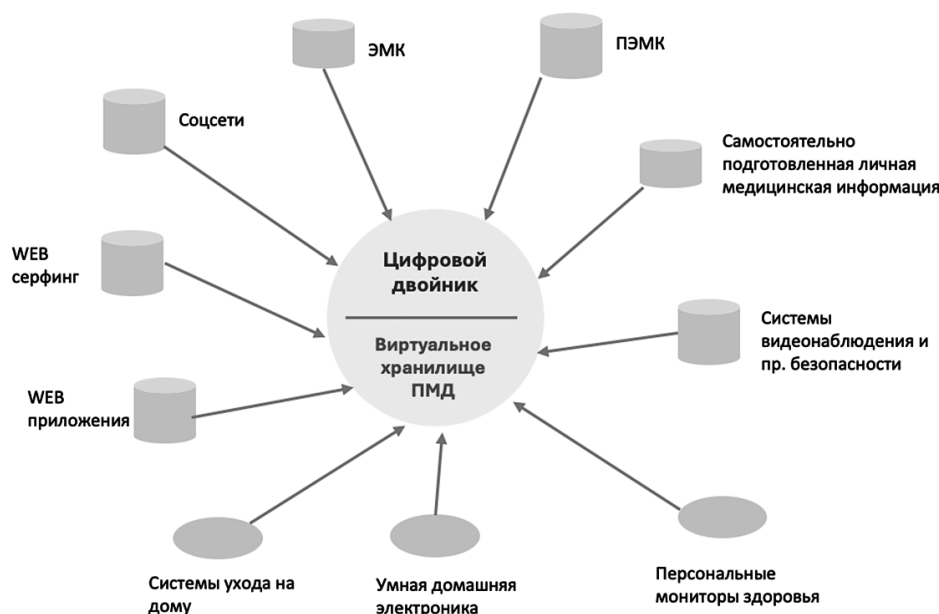 ЭМК
ПЭМК
Соцсети
Самостоятельно
подготовленная личная
медицинская информация
WEB
серфинг
Цифровой
двойник
Виртуальное
хранилище
ПМД
Системы
видеонаблюдения и
пр. безопасности
WEB
приложения
Системы ухода на
дому
Умная домашняя
электроника
Персональные
мониторы здоровья